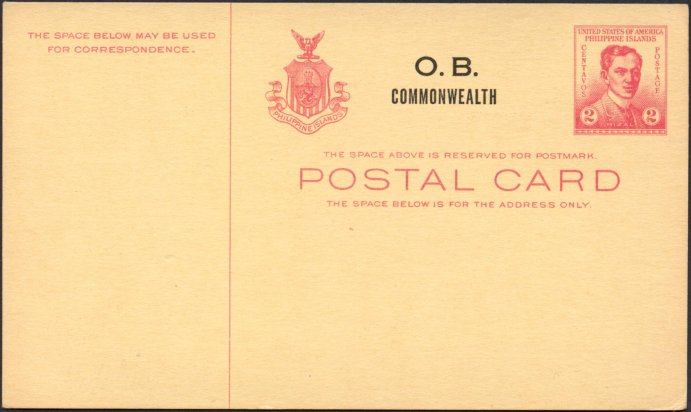 THE SPACE BELOW MAY BE USED
FOR CORRESPONDENCE.
PHILIPPINE ISLANDS
O. B.
COMMONWEALTH
UNITED STATES OF AMERICA
PHILIPPINE ISLANDS
CENTAVOS
POSTAGE
2
RIZAL
2
THE SPACE ABOVE IS RESERVED FOR POSTMARK.
POSTAL CARD
THE SPACE BELOW IS FOR THE ADDRESS ONLY.